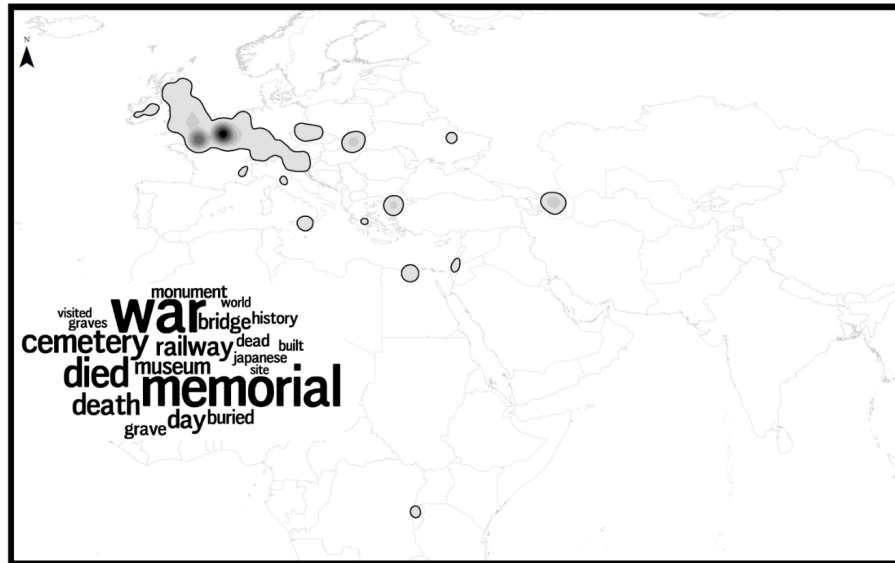 N
monument
world
visited
war
graves
bridge
history
cemetery
railway
dead
built
japanese
museum
site
died
memorial
death
day
buried
grave